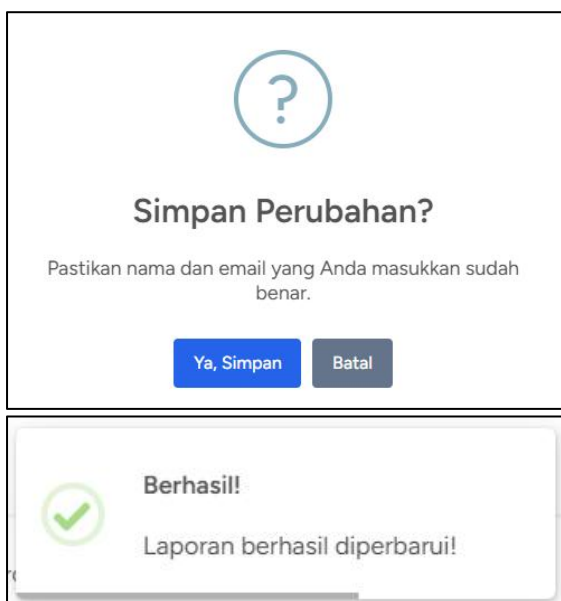 ?
Simpan Perubahan?
Pastikan nama dan email yang Anda masukkan sudah
benar.
Ya, Simpan Batal
Berhasil!
Laporan berhasil diperbarui!